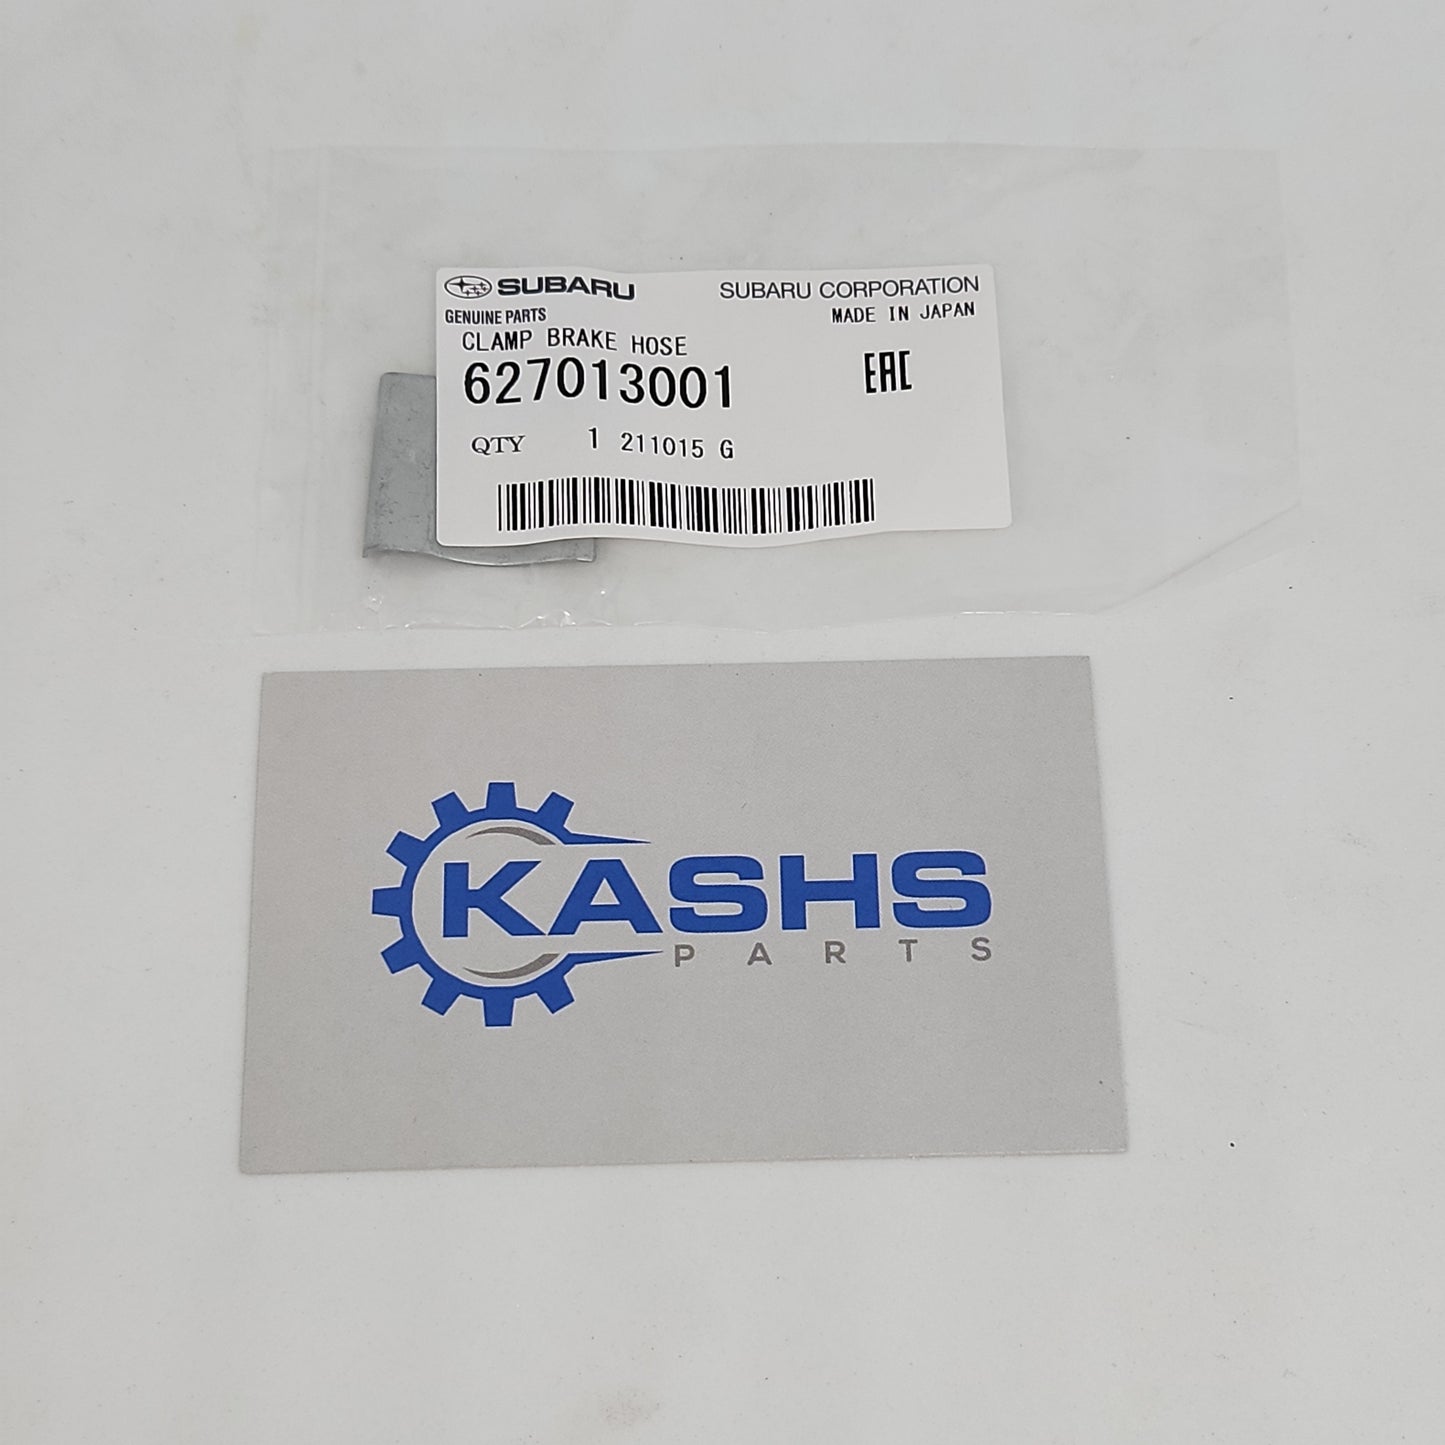 SUBARU SUBARU CORPORATION
GENUINE PARTS MADE IN JAPAN
CLAMP BRAKE HOSE
627013001 EAC
QTY 1 211015 G
KASHS
PARTS